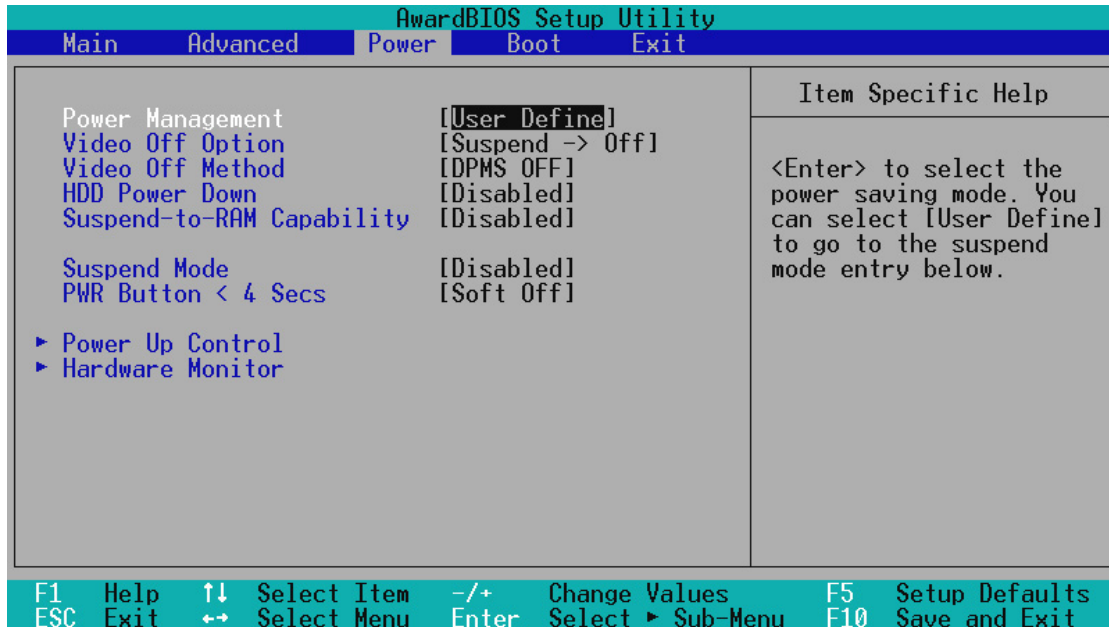 AwardBIOS Setup Utility
Main Advanced Power Boot Exit
Power Management [User Define]
Video Off Option [Suspend -> Off]
Video Off Method [DPMS OFF]
HDD Power Down [Disabled]
Suspend-to-RAM Capability [Disabled]
Suspend Mode [Disabled]
PWR Button < 4 Secs [Soft Off]
► Power Up Control
► Hardware Monitor
Item Specific Help
<Enter> to select the
power saving mode. You
can select [User Define]
to go to the suspend
mode entry below.
F1 Help ↑↓ Select Item -/+ Change Values F5 Setup Defaults
ESC Exit ←→ Select Menu Enter Select ► Sub-Menu F10 Save and Exit